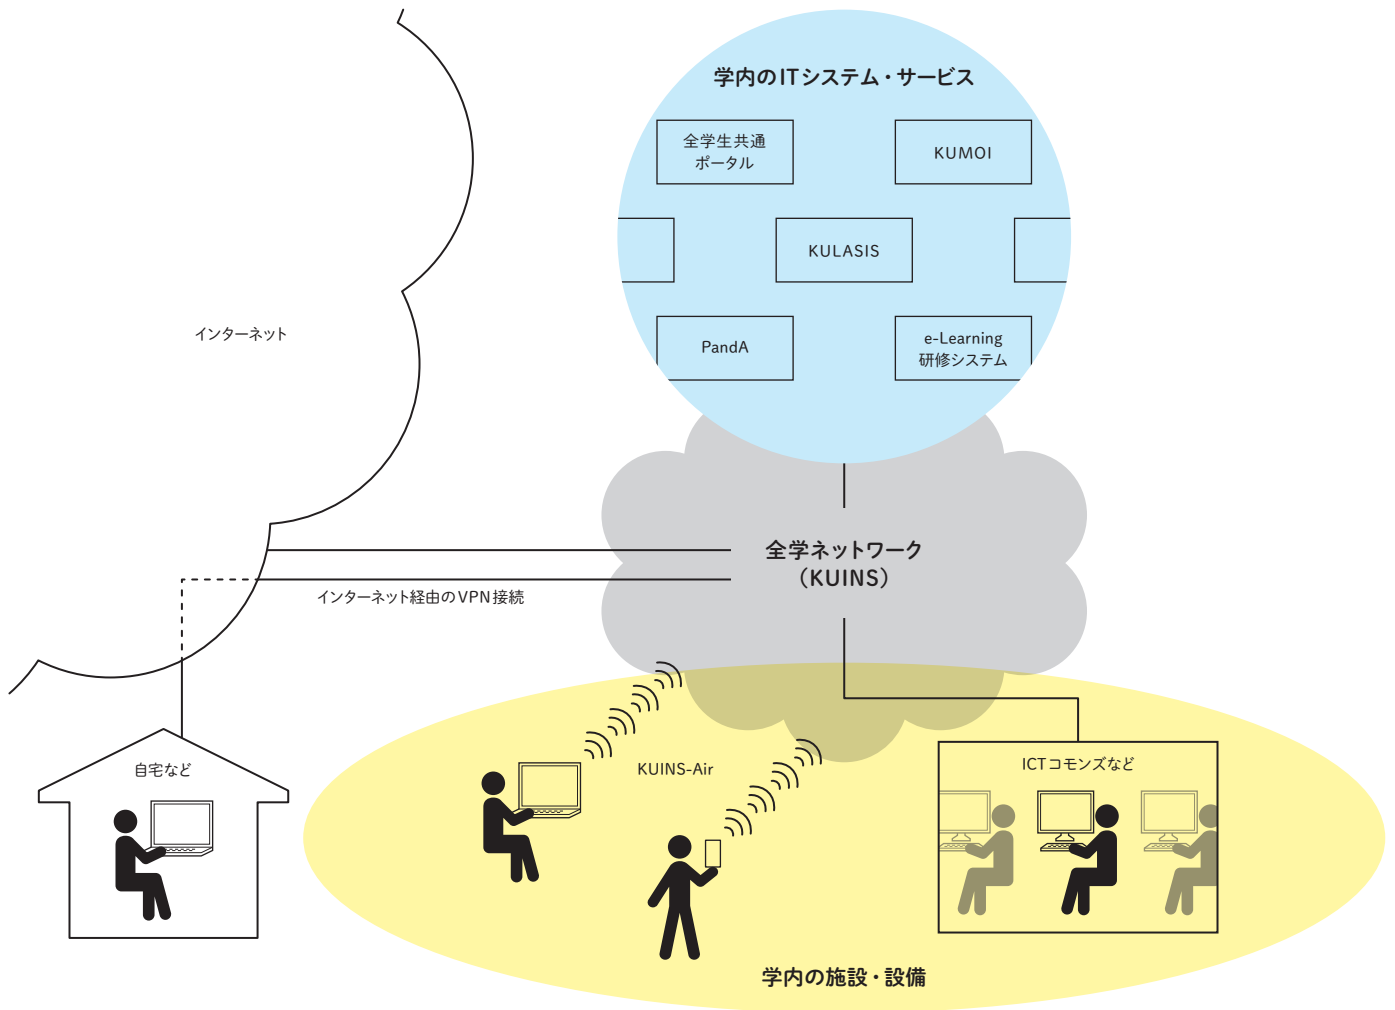 学内のITシステム・サービス
全学生共通
ポータル
KUMOI
KULASIS
PandA
e-Learning
研修システム
インターネット
全学ネットワーク
（KUINS）
インターネット経由のVPN接続
自宅など
KUINS-Air
ICTコモンズなど
学内の施設・設備